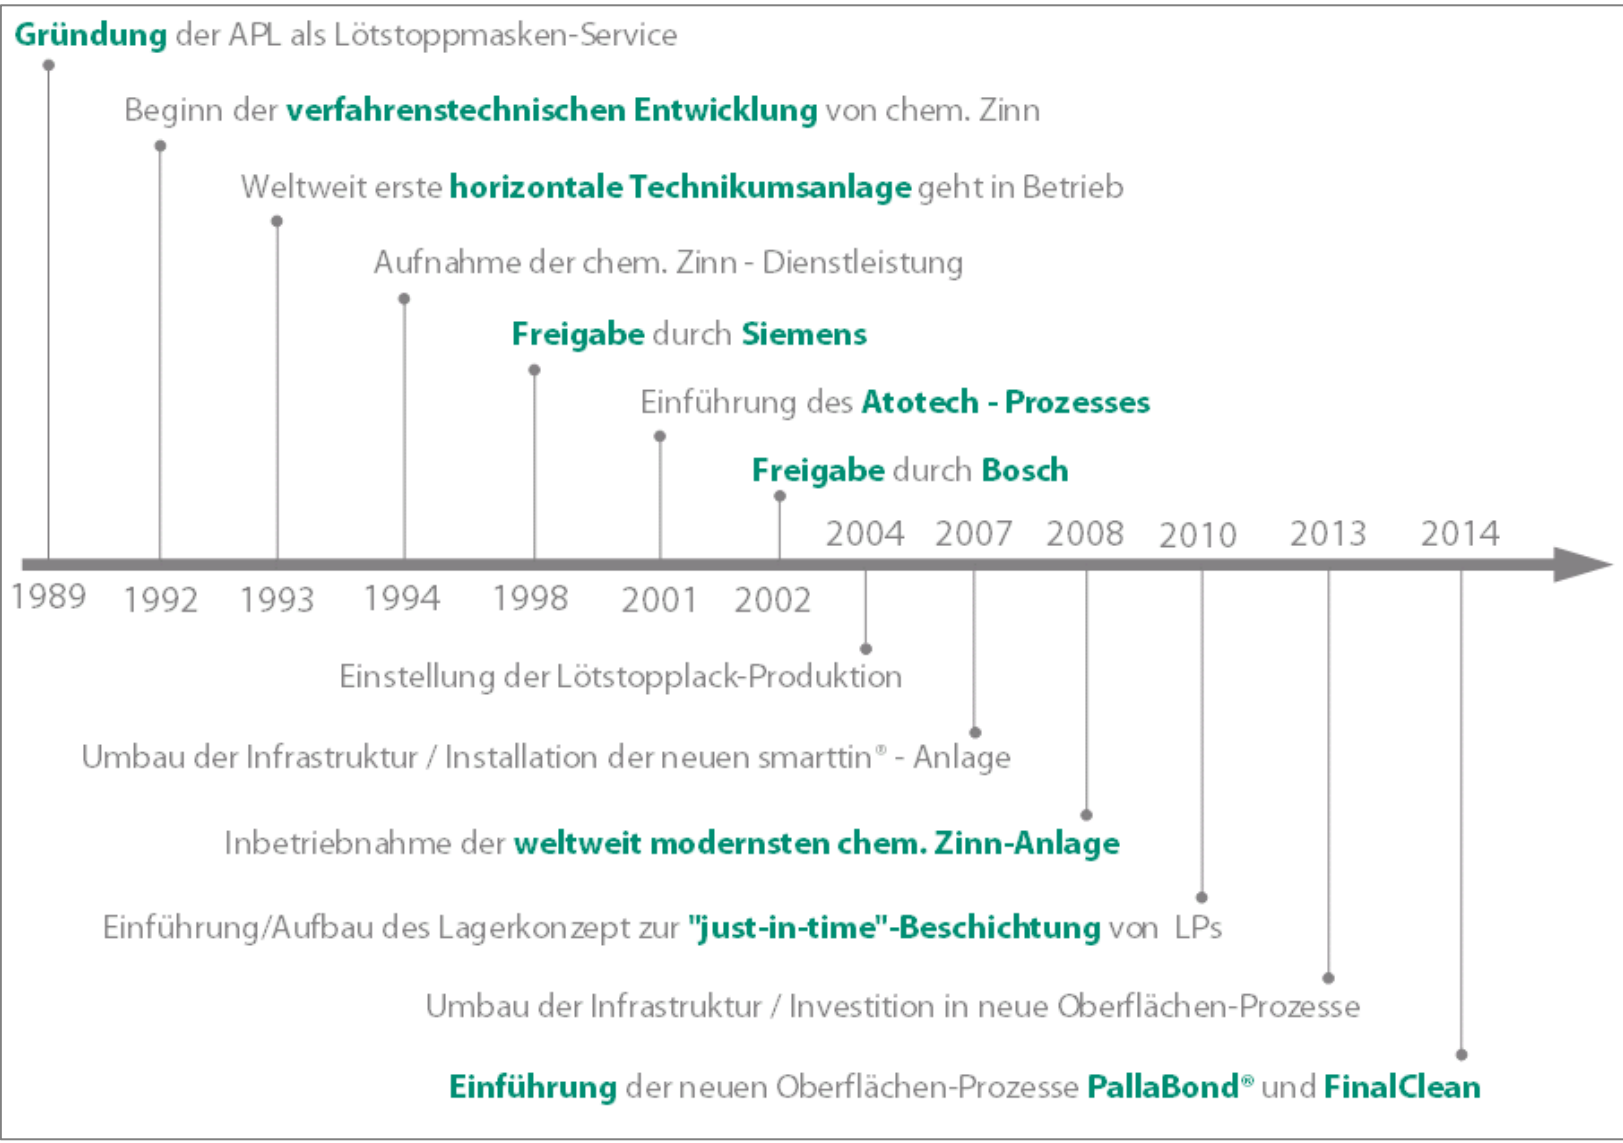 Gründung der APL als Lötstoppmasken-Service
Beginn der verfahrenstechnischen Entwicklung von chem. Zinn
Weltweit erste horizontale Technikumsanlage geht in Betrieb
Aufnahme der chem. Zinn - Dienstleistung
Freigabe durch Siemens
Einführung des Atotech - Prozesses
Freigabe durch Bosch
2004 2007 2008 2010 2013 2014
1989 1992 1993 1994 1998 2001 2002
Einstellung der Lötstopplack-Produktion
Umbau der Infrastruktur / Installation der neuen smarttin® - Anlage
Inbetriebnahme der weltweit modernsten chem. Zinn-Anlage
Einführung/Aufbau des Lagerkonzept zur "just-in-time"-Beschichtung von LPs
Umbau der Infrastruktur / Investition in neue Oberflächen-Prozesse
Einführung der neuen Oberflächen-Prozesse PallaBond® und FinalClean